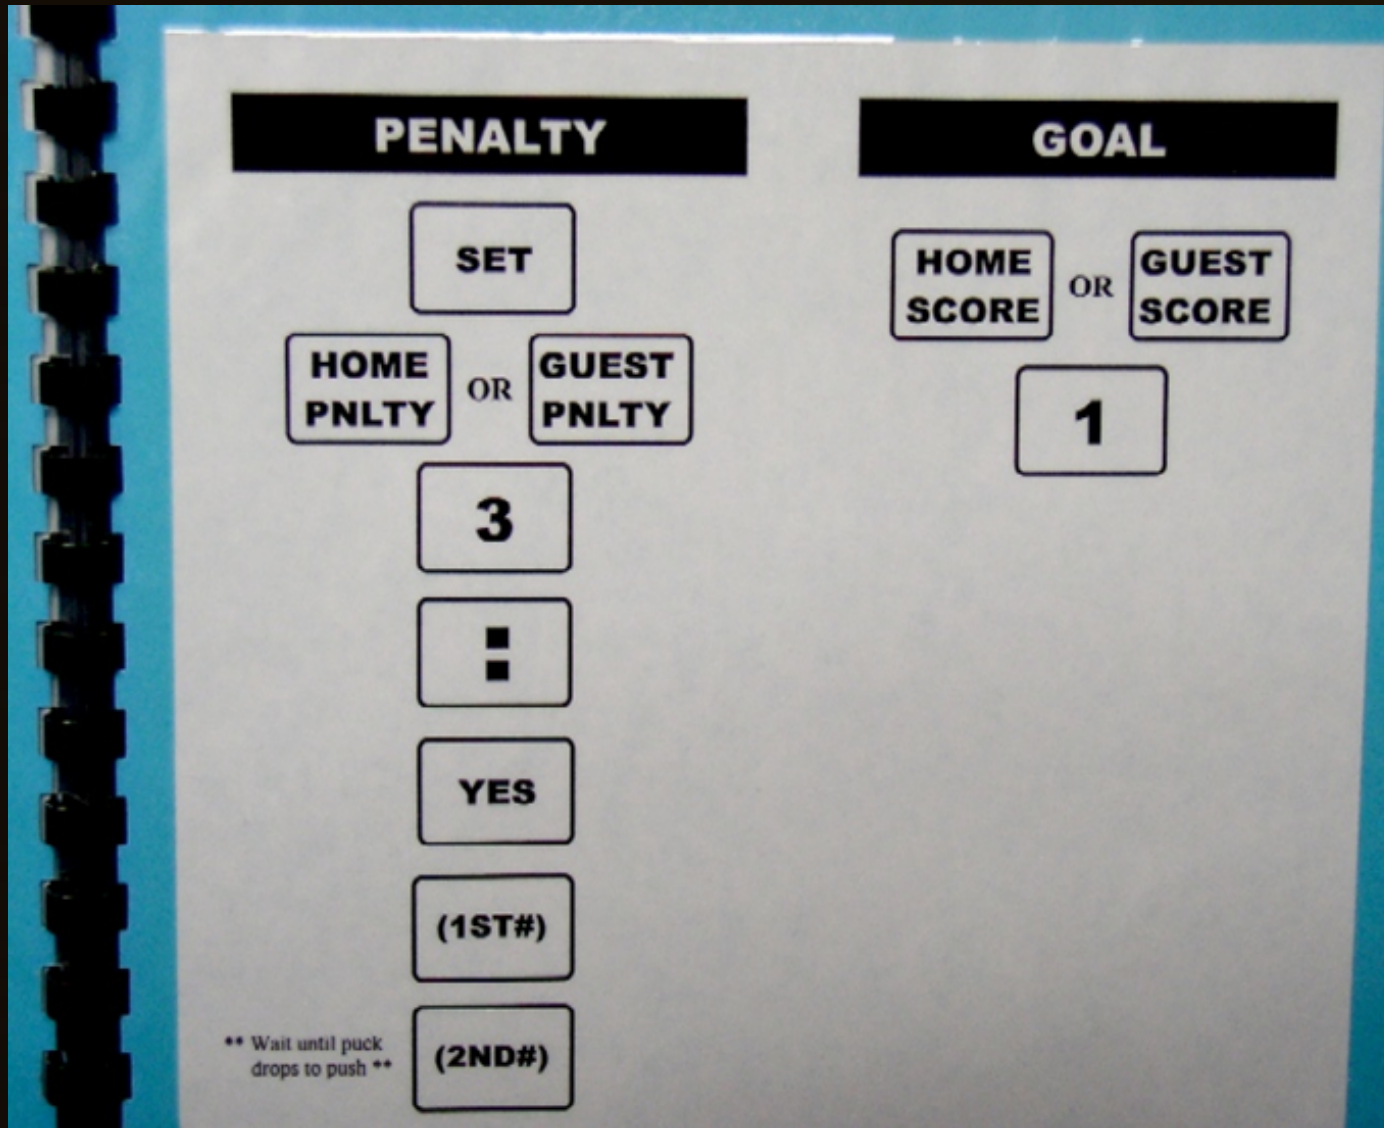 PENALTY
SET
HOME
PNLTY
OR
GUEST
PNLTY
3
:
YES
(1ST#)
** Wait until puck
drops to push **
(2ND#)
GOAL
HOME
SCORE
OR
GUEST
SCORE
1